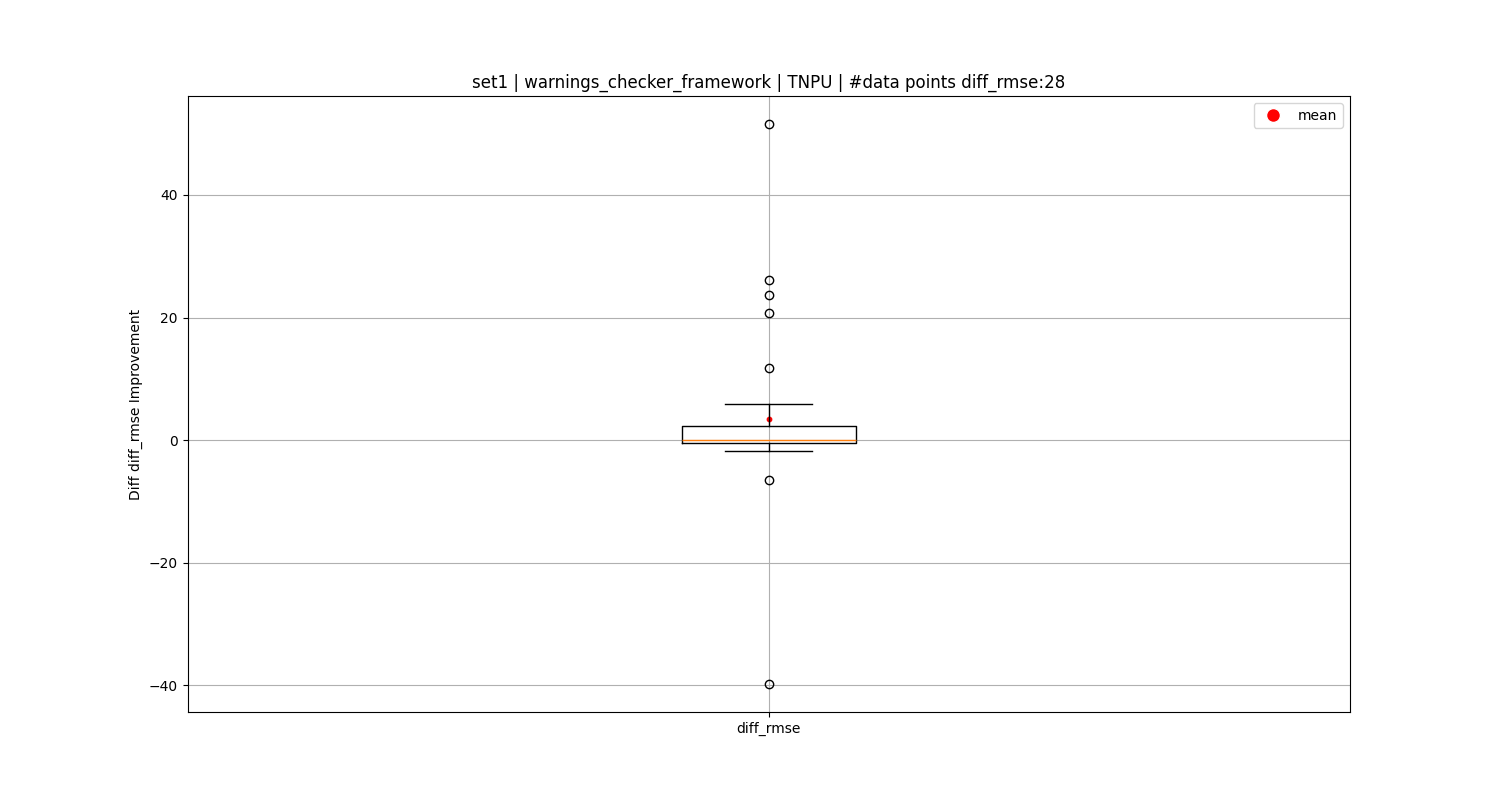 set1 | warnings_checker_framework | TNPU | #data points diff_rmse:28
mean
40
20
0
−20
−40
Diff diff_rmse Improvement
diff_rmse